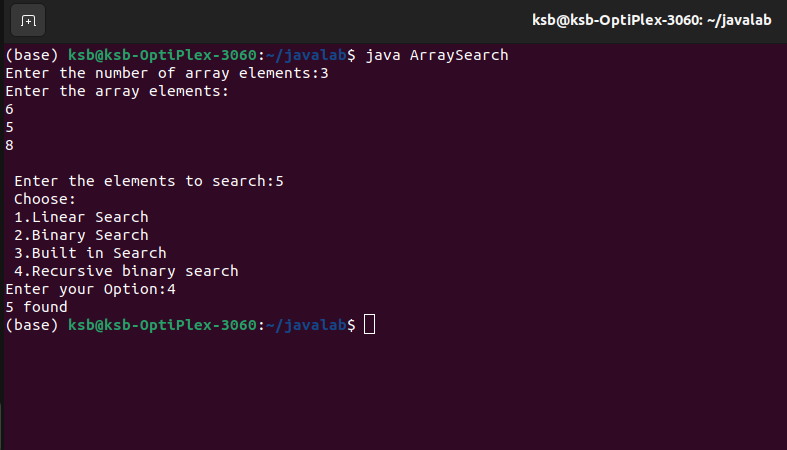 ksb@ksb-OptiPlex-3060: ~/javalab
(base) ksb@ksb-OptiPlex-3060:~/javalab$ java ArraySearch
Enter the number of array elements:3
Enter the array elements:
6
5
8
Enter the elements to search:5
Choose:
1.Linear Search
2.Binary Search
3.Built in Search
4.Recursive binary search
Enter your Option:4
5 found
(base) ksb@ksb-OptiPlex-3060:~/javalab$